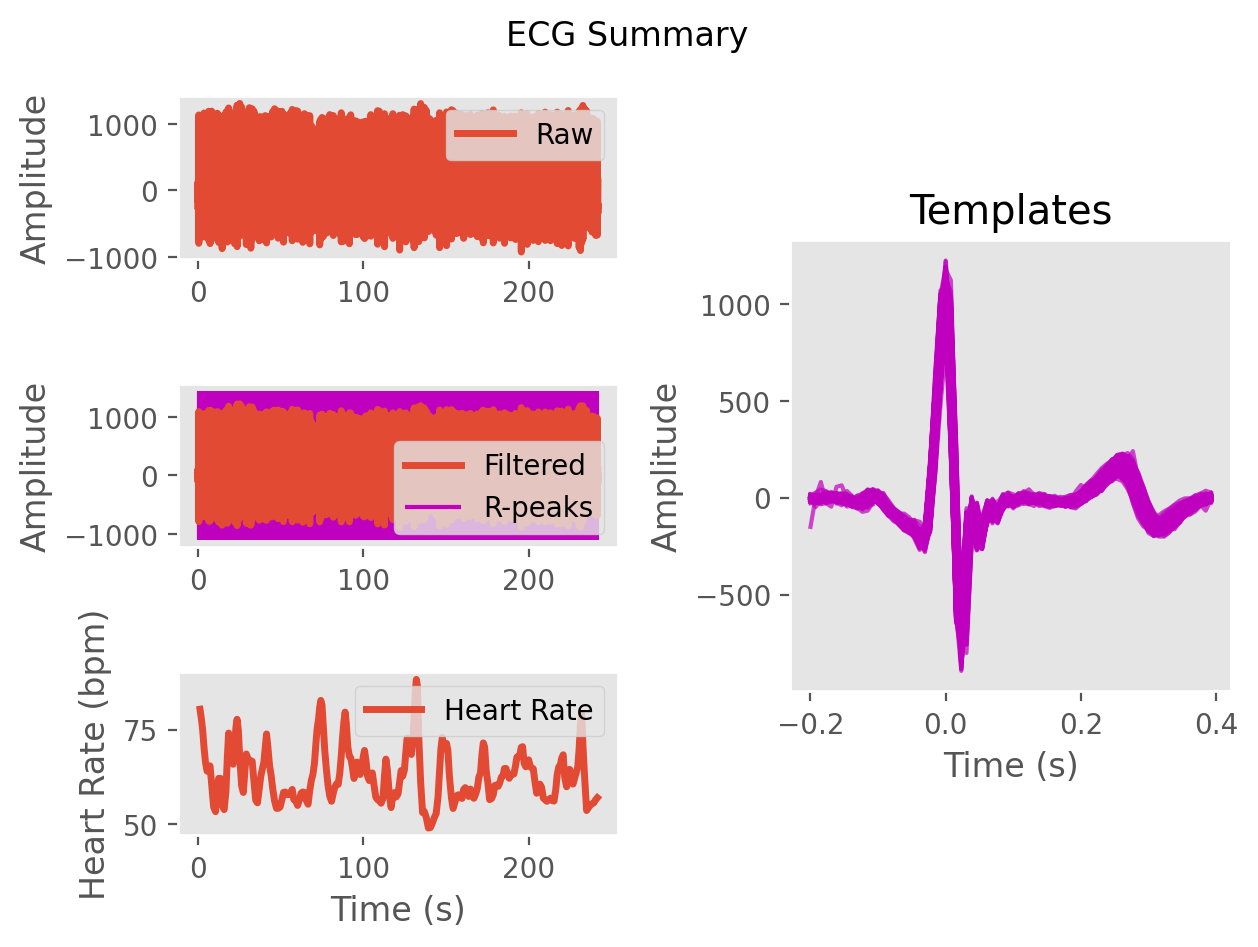 ECG Summary
Amplitude
1000
0
−1000
Raw
0
100
200
Amplitude
1000
0
−1000
Filtered
R-peaks
0
100
200
Heart Rate (bpm)
75
50
Heart Rate
0
100
200
Time (s)
Templates
Amplitude
1000
500
0
−500
−0.2
0.0
0.2
0.4
Time (s)